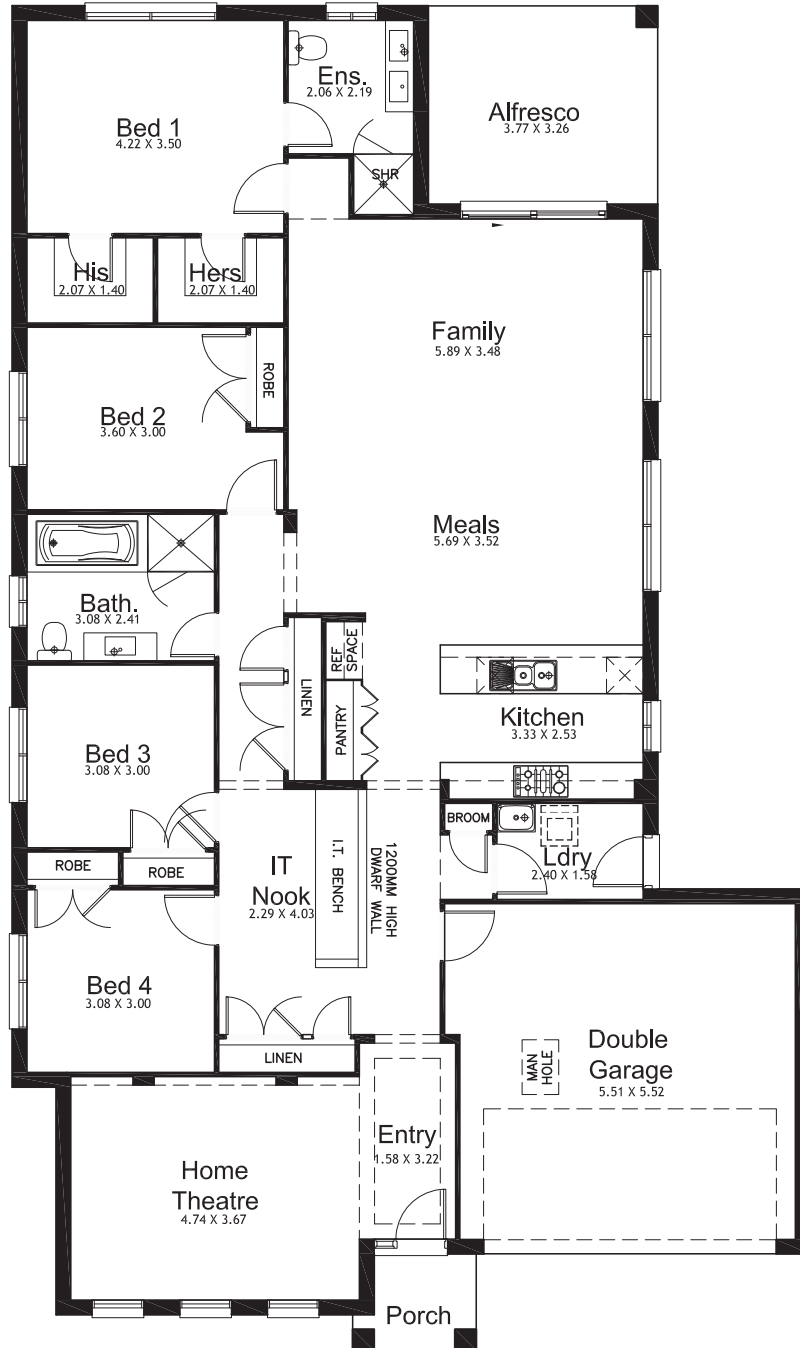 Ens.
2.06 X 2.19
Bed 1
4.22 X 3.50
Alfresco
3.77 X 3.26
SHR
His
2.07 X 1.40
Hers
2.07 X 1.40
Family
5.89 X 3.48
ROBE
Bed 2
3.60 X 3.00
Meals
5.69 X 3.52
Bath.
3.08 X 2.41
REF
SPACE
LINEN
PANTRY
Kitchen
3.33 X 2.53
Bed 3
3.08 X 3.00
BROOM
Ldry
2.40 X 1.58
ROBE
ROBE
IT
Nook
2.29 X 4.03
I.T. BENCH
1200MM HIGH
DWARF WALL
Bed 4
3.08 X 3.00
LINEN
MAN
HOLE
Double
Garage
5.51 X 5.52
Entry
1.58 X 3.22
Home
Theatre
4.74 X 3.67
Porch